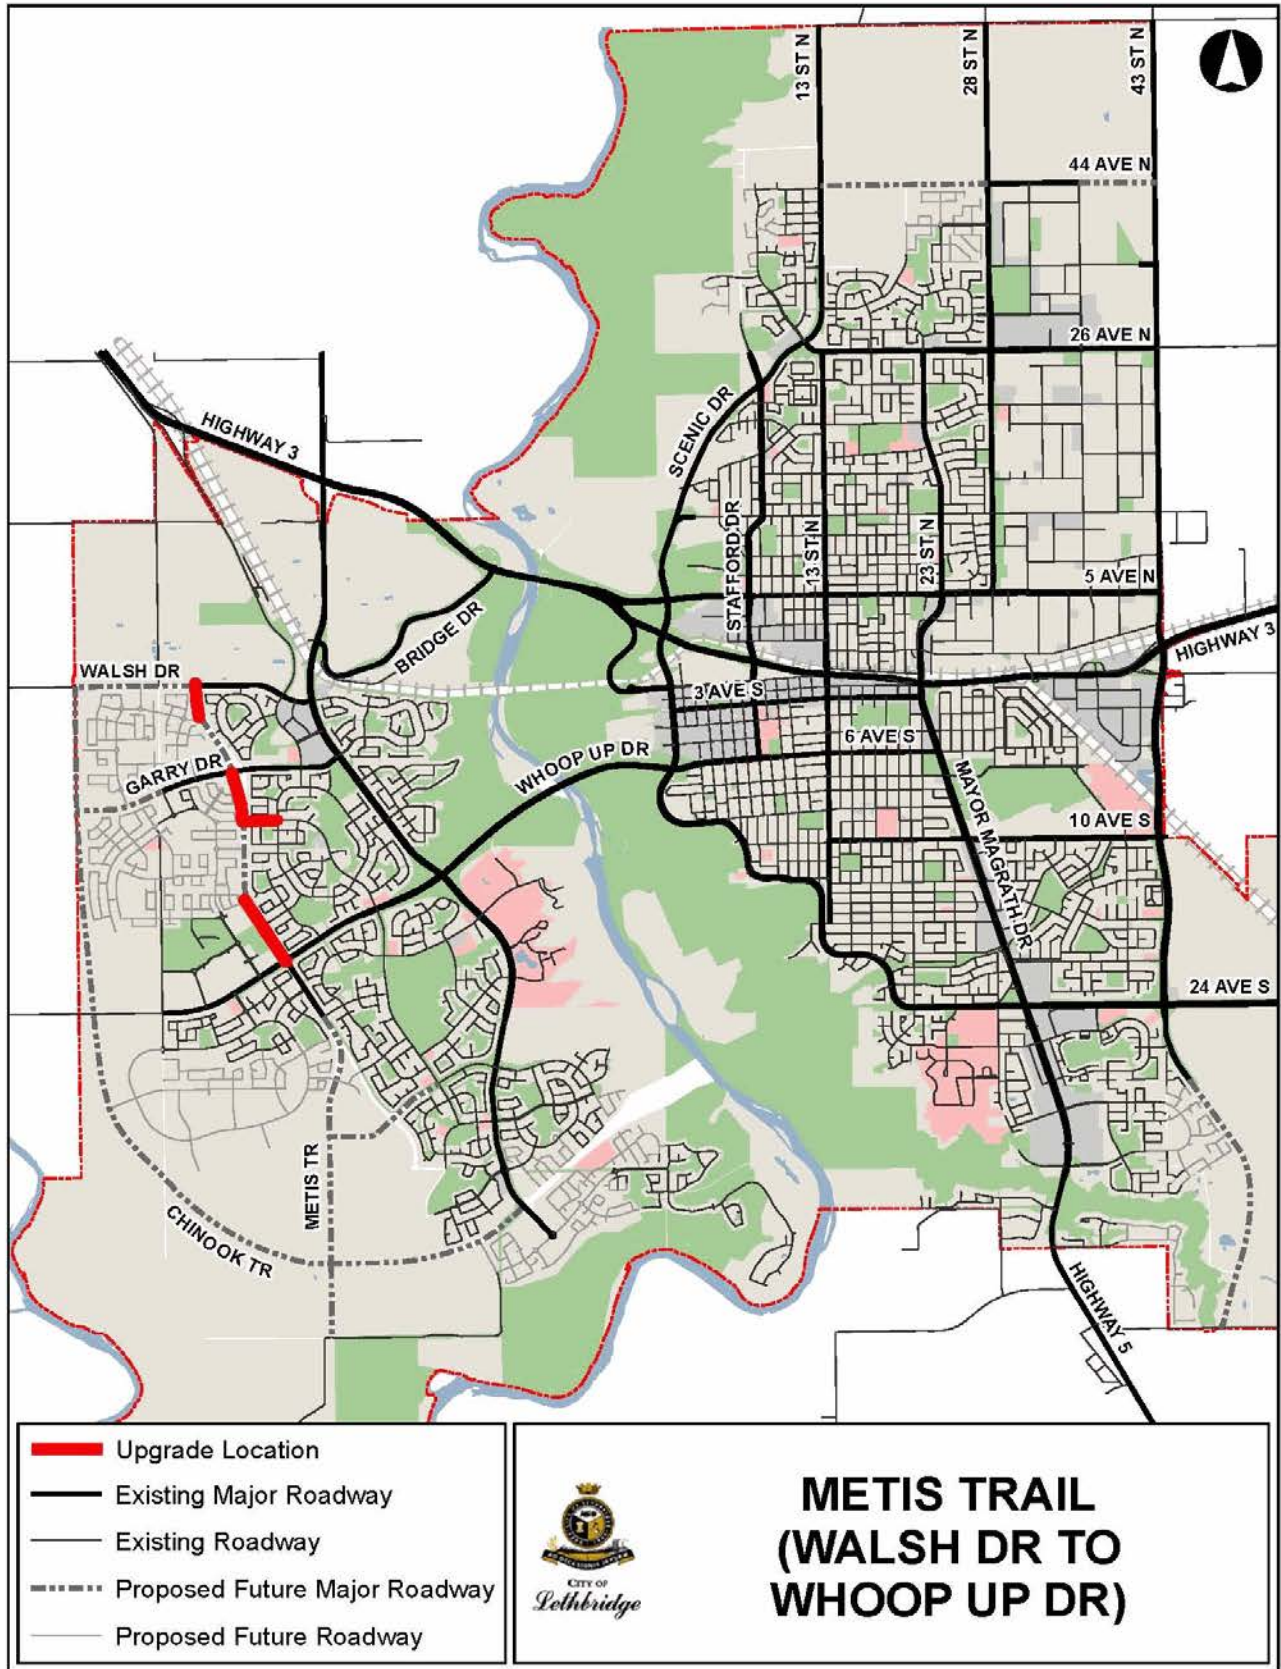 13 ST N
28 ST N
43 ST N
44 AVE N
26 AVE N
HIGHWAY 3
SCENIC DR
STAFFORD DR
13 ST N
23 ST N
5 AVE N
BRIDGE DR
HIGHWAY 3
WALSH DR
3 AVE S
6 AVE S
WHOOP UP DR
GARRY DR
MAYOR MAGRATH DR
10 AVE S
24 AVE S
METIS TR
CHINOOK TR
HIGHWAY 5
Upgrade Location
Existing Major Roadway
Existing Roadway
Proposed Future Major Roadway
Proposed Future Roadway
CITY OF
Lethbridge
METIS TRAIL
(WALSH DR TO
WHOOP UP DR)